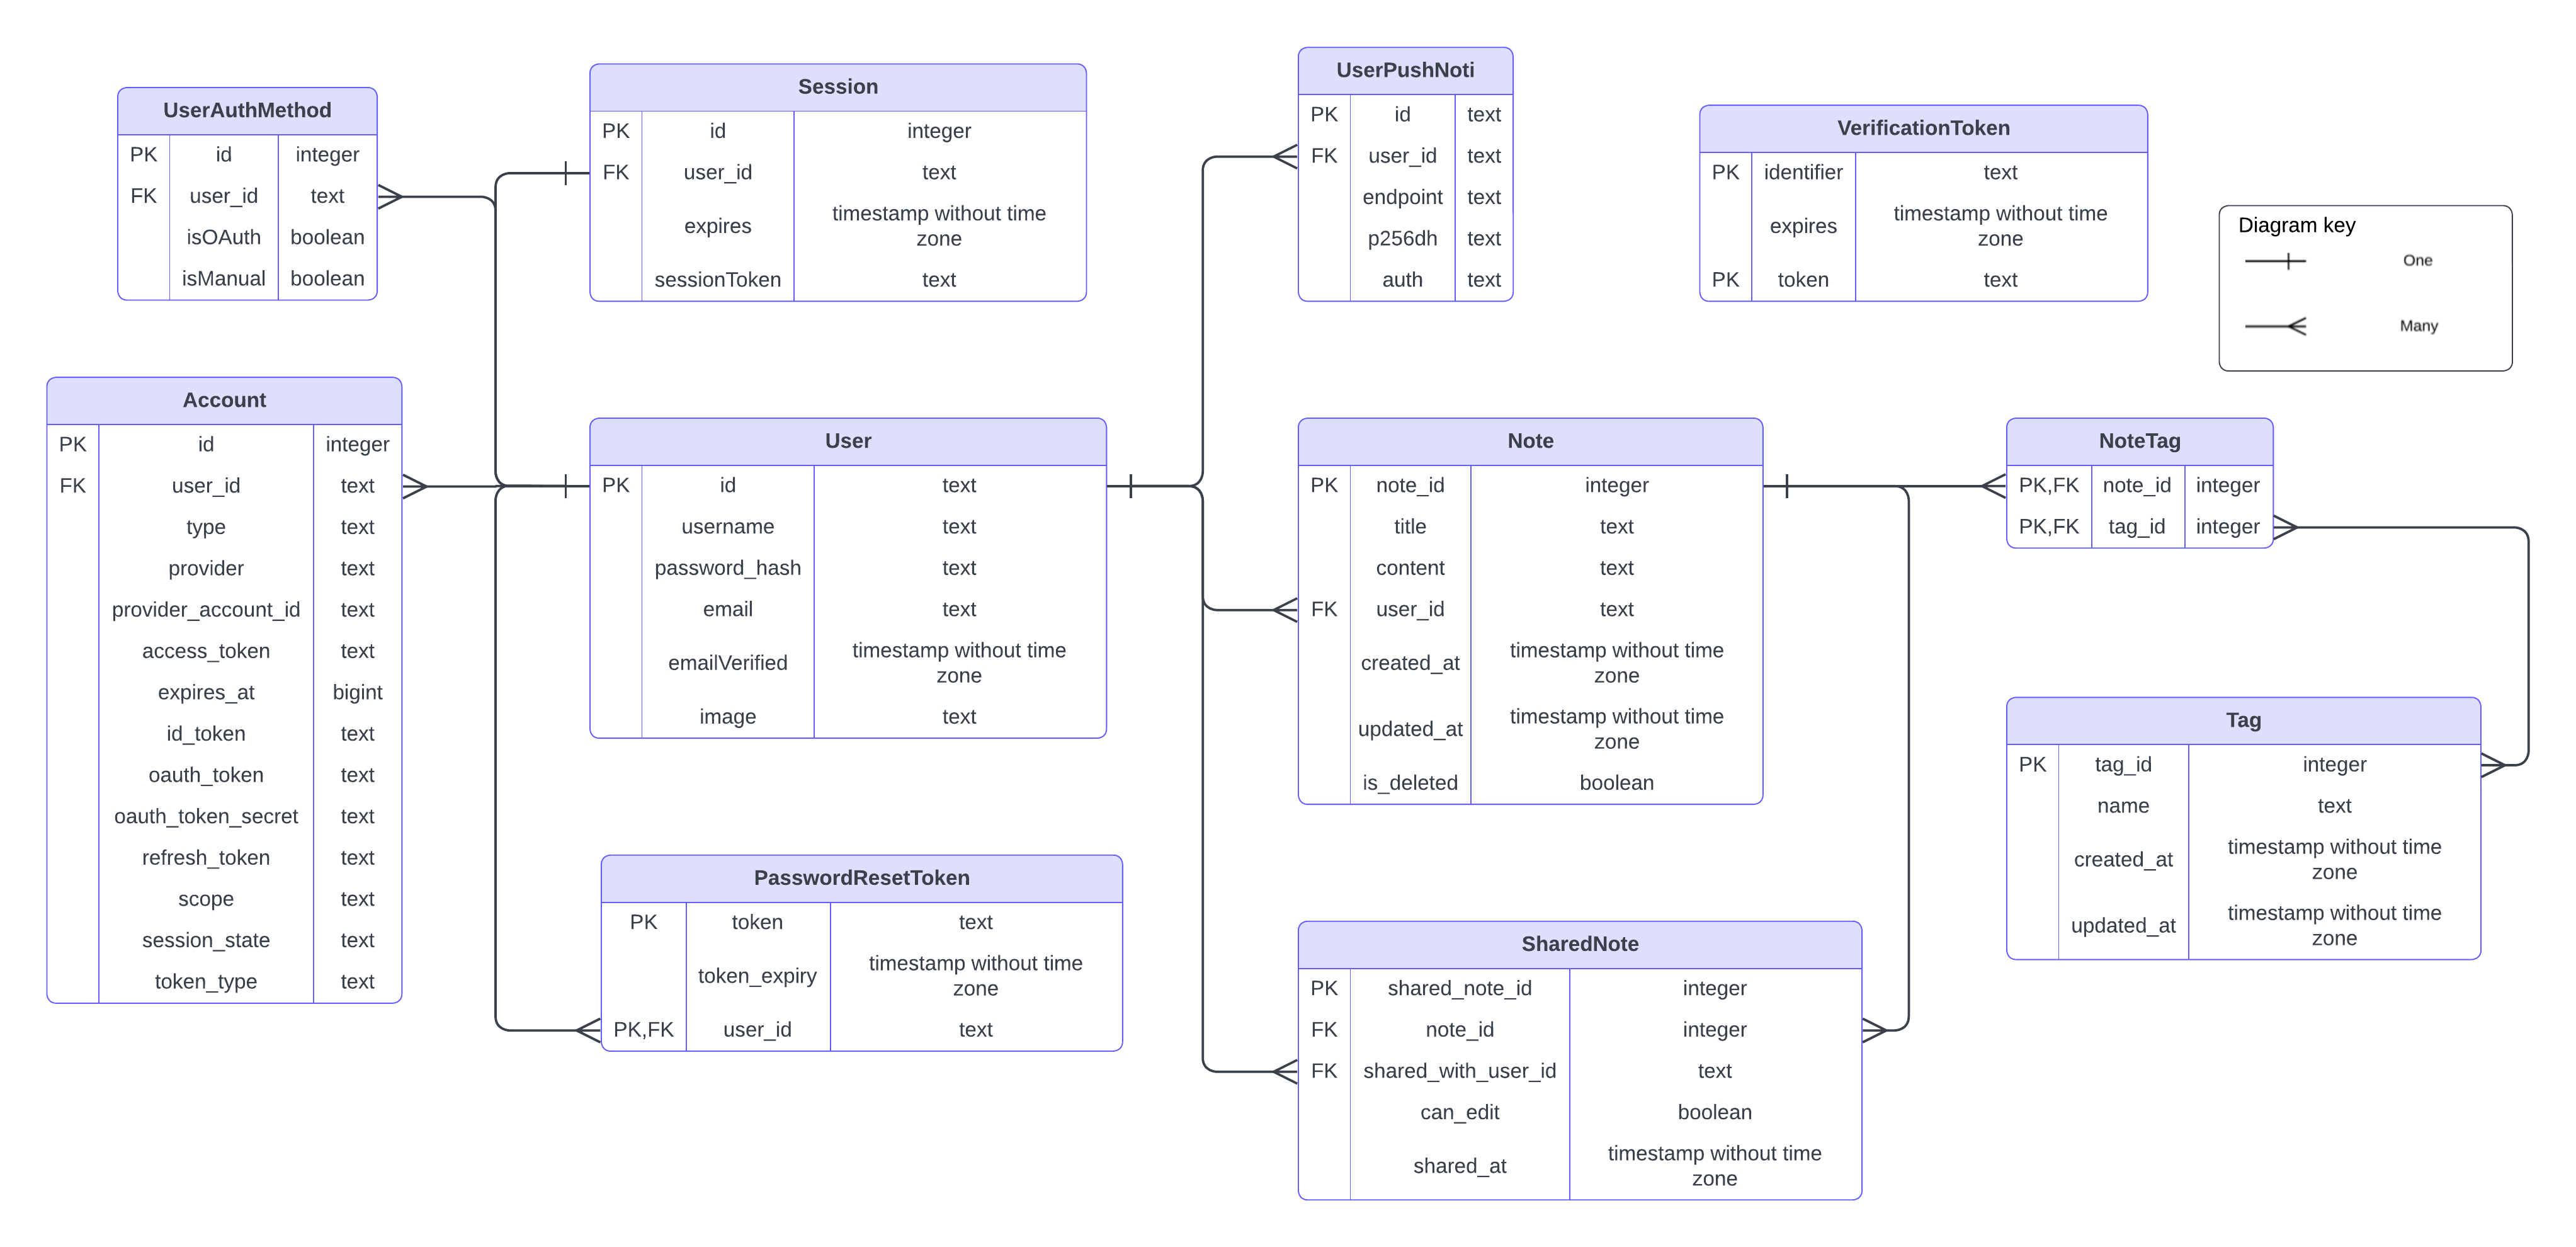 UserAuthMethod
PK id integer
FK user_id text
isOAuth boolean
isManual boolean
Session
PK id integer
FK user_id text
expires timestamp without time
zone
sessionToken text
UserPushNoti
PK id text
FK user_id text
endpoint text
p256dh text
auth text
VerificationToken
PK identifier text
expires timestamp without time
zone
PK token text
Diagram key
One
Many
Account
PK id integer
FK user_id text
type text
provider text
provider_account_id text
access_token text
expires_at bigint
id_token text
oauth_token text
oauth_token_secret text
refresh_token text
scope text
session_state text
token_type text
User
PK id text
username text
password_hash text
email text
emailVerified timestamp without time
zone
image text
Note
PK note_id integer
title text
content text
FK user_id text
created_at timestamp without time
zone
updated_at timestamp without time
zone
is_deleted boolean
NoteTag
PK,FK note_id integer
PK,FK tag_id integer
Tag
PK tag_id integer
name text
created_at timestamp without time
zone
updated_at timestamp without time
zone
PasswordResetToken
PK token text
token_expiry timestamp without time
zone
PK,FK user_id text
SharedNote
PK shared_note_id integer
FK note_id integer
FK shared_with_user_id text
can_edit boolean
shared_at timestamp without time
zone